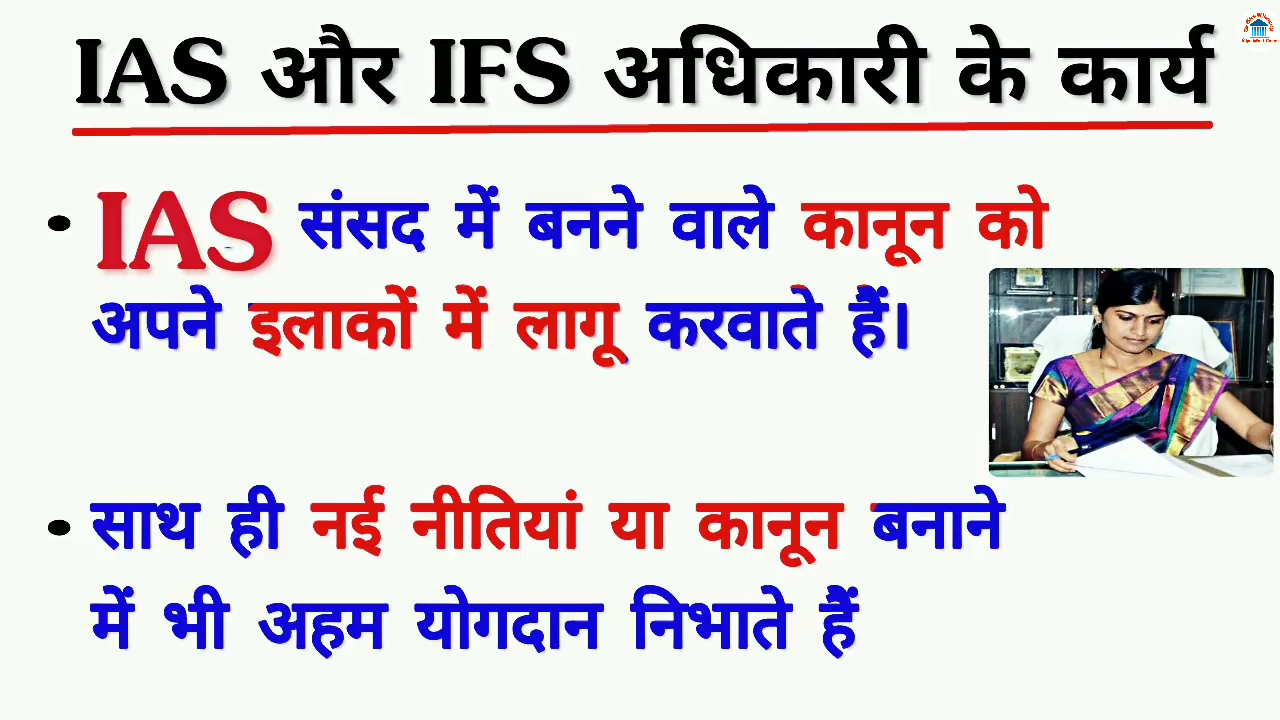 IAS और IFS अधिकारी के कार्य
• IAS संसद में बनने वाले कानून को
अपने इलाकों में लागू करवाते हैं।
• साथ ही नई नीतियां या कानून बनाने
में भी अहम योगदान निभाते हैं